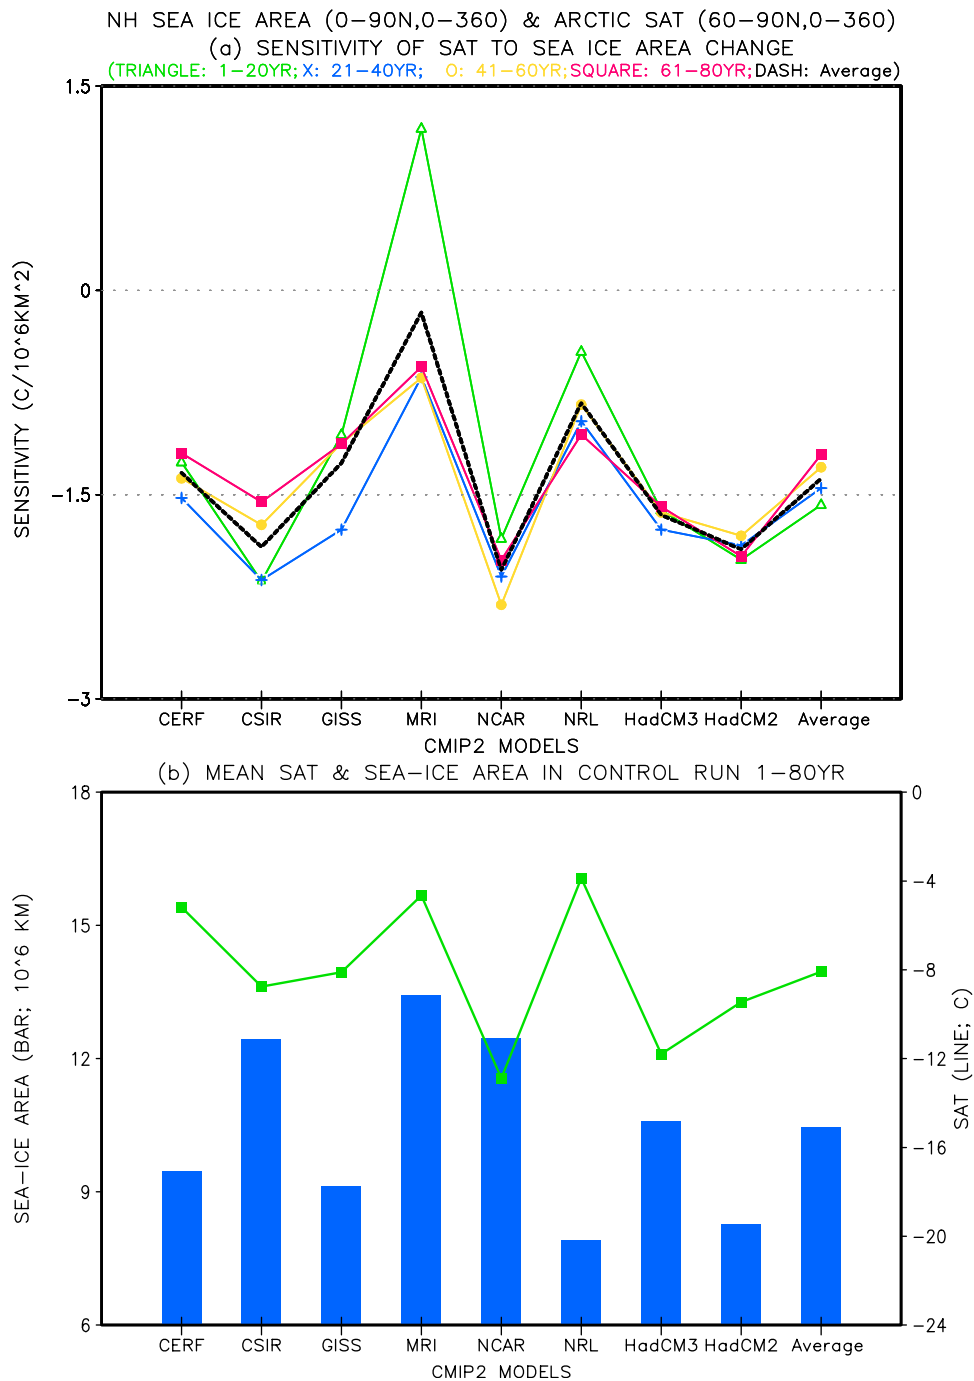 NH SEA ICE AREA (0-90N,0-360) & ARCTIC SAT (60-90N,0-360)
(a) SENSITIVITY OF SAT TO SEA ICE AREA CHANGE
(TRIANGLE: 1-20YR; X: 21-40YR; O: 41-60YR; SQUARE: 61-80YR; DASH: Average)
SENSITIVITY (C/10^6KM^2)
1.5
0
-1.5
-3
CERF CSIR GISS MRI NCAR NRL HadCM3 HadCM2 Average
CMIP2 MODELS
(b) MEAN SAT & SEA-ICE AREA IN CONTROL RUN 1-80YR
SEA-ICE AREA (BAR; 10^6 KM)
18
15
12
9
6
0
-4
-8
-12
-16
-20
-24
SAT (LINE; C)
CERF CSIR GISS MRI NCAR NRL HadCM3 HadCM2 Average
CMIP2 MODELS